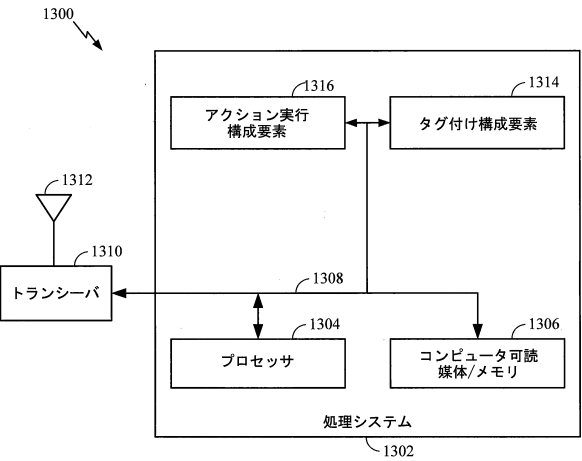 1300
1316
アクション実行
構成要素
1314
タグ付け構成要素
1312
1310
トランシーバ
1308
1304
プロセッサ
1306
コンピュータ可読
媒体/メモリ
処理システム
1302